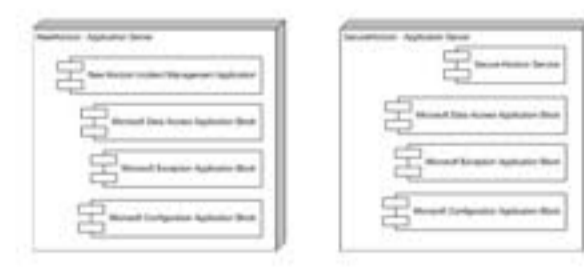 NewHorizon : Application Server
New Horizon Incident Management Application
Microsoft Data Access Application Block
Microsoft Exception Application Block
Microsoft Configuration Application Block
SecureHorizon : Application Server
Secure Horizon Service
Microsoft Data Access Application Block
Microsoft Exception Application Block
Microsoft Configuration Application Block